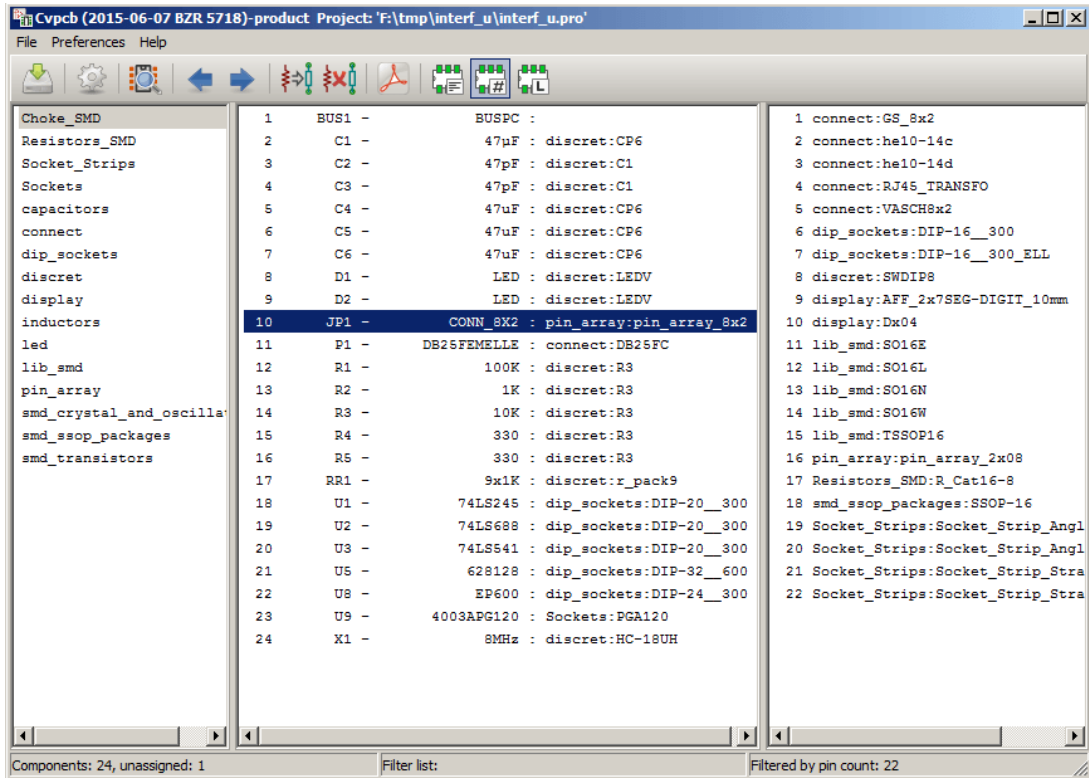 Cvpcb (2015-06-07 BZR 5718)-product Project: 'F:\tmp\interf_u\interf_u.pro'
File Preferences Help
Choke_SMD
Resistors_SMD
Socket_Strips
Sockets
capacitors
connect
dip_sockets
discret
display
inductors
led
lib_smd
pin_array
smd_crystal_and_oscilla
smd_ssop_packages
smd_transistors
1 BUS1 - BUSPC :
2 C1 - 47µF : discret:CP6
3 C2 - 47pF : discret:C1
4 C3 - 47pF : discret:C1
5 C4 - 47uF : discret:CP6
6 C5 - 47uF : discret:CP6
7 C6 - 47uF : discret:CP6
8 D1 - LED : discret:LEDV
9 D2 - LED : discret:LEDV
10 JP1 - CONN_8X2 : pin_array:pin_array_8x2
11 P1 - DB25FEMELLE : connect:DB25FC
12 R1 - 100K : discret:R3
13 R2 - 1K : discret:R3
14 R3 - 10K : discret:R3
15 R4 - 330 : discret:R3
16 R5 - 330 : discret:R3
17 RR1 - 9x1K : discret:r_pack9
18 U1 - 74LS245 : dip_sockets:DIP-20__300
19 U2 - 74LS688 : dip_sockets:DIP-20__300
20 U3 - 74LS541 : dip_sockets:DIP-20__300
21 U5 - 628128 : dip_sockets:DIP-32__600
22 U8 - EP600 : dip_sockets:DIP-24__300
23 U9 - 4003APG120 : Sockets:PGA120
24 X1 - 8MHz : discret:HC-18UH
1 connect:GS_8x2
2 connect:he10-14c
3 connect:he10-14d
4 connect:RJ45_TRANSFO
5 connect:VASCH8x2
6 dip_sockets:DIP-16__300
7 dip_sockets:DIP-16__300_ELL
8 discret:SWDIP8
9 display:AFF_2x7SEG-DIGIT_10mm
10 display:Dx04
11 lib_smd:SO16E
12 lib_smd:SO16L
13 lib_smd:SO16N
14 lib_smd:SO16W
15 lib_smd:TSSOP16
16 pin_array:pin_array_2x08
17 Resistors_SMD:R_Cat16-8
18 smd_ssop_packages:SSOP-16
19 Socket_Strips:Socket_Strip_Angl
20 Socket_Strips:Socket_Strip_Angl
21 Socket_Strips:Socket_Strip_Stra
22 Socket_Strips:Socket_Strip_Stra
Components: 24, unassigned: 1
Filter list:
Filtered by pin count: 22